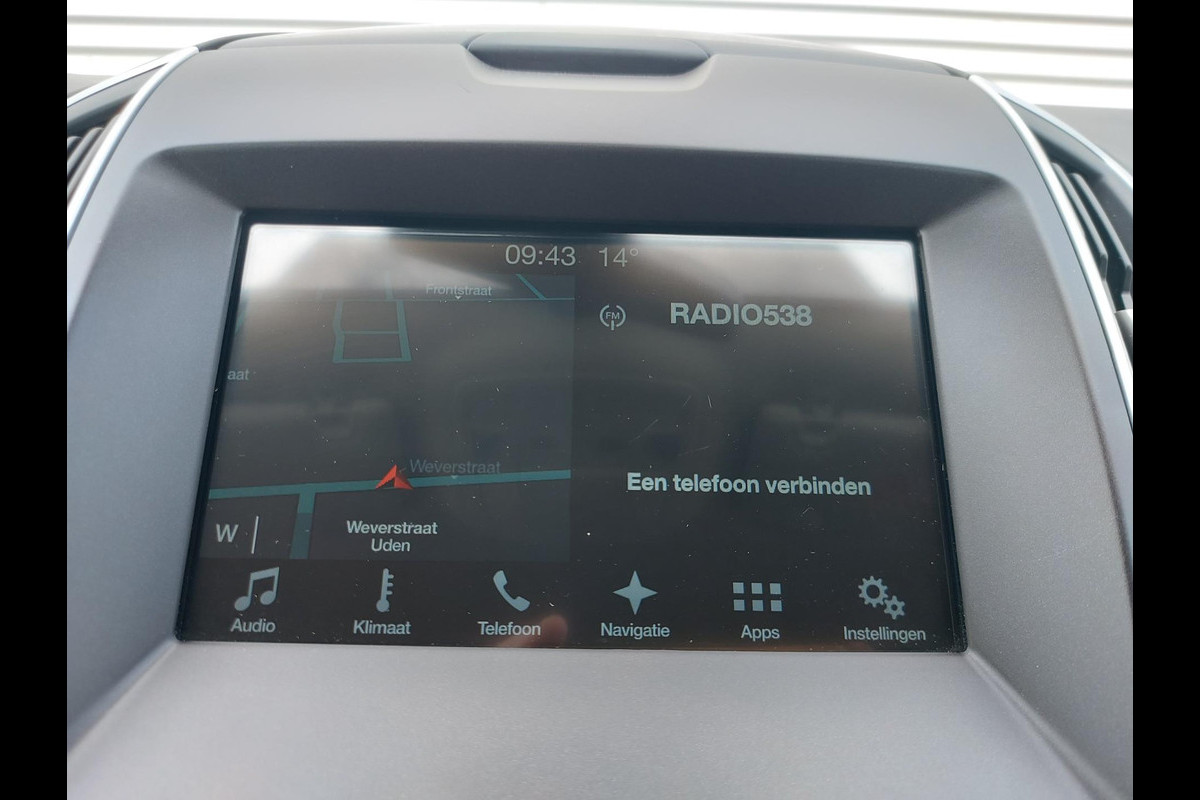 09:43 14°
Frontstraat
FM
RADIO538
aat
Weverstraat
Een telefoon verbinden
W
Weverstraat
Uden
Audio
Klimaat
Telefoon
Navigatie
Apps
Instellingen